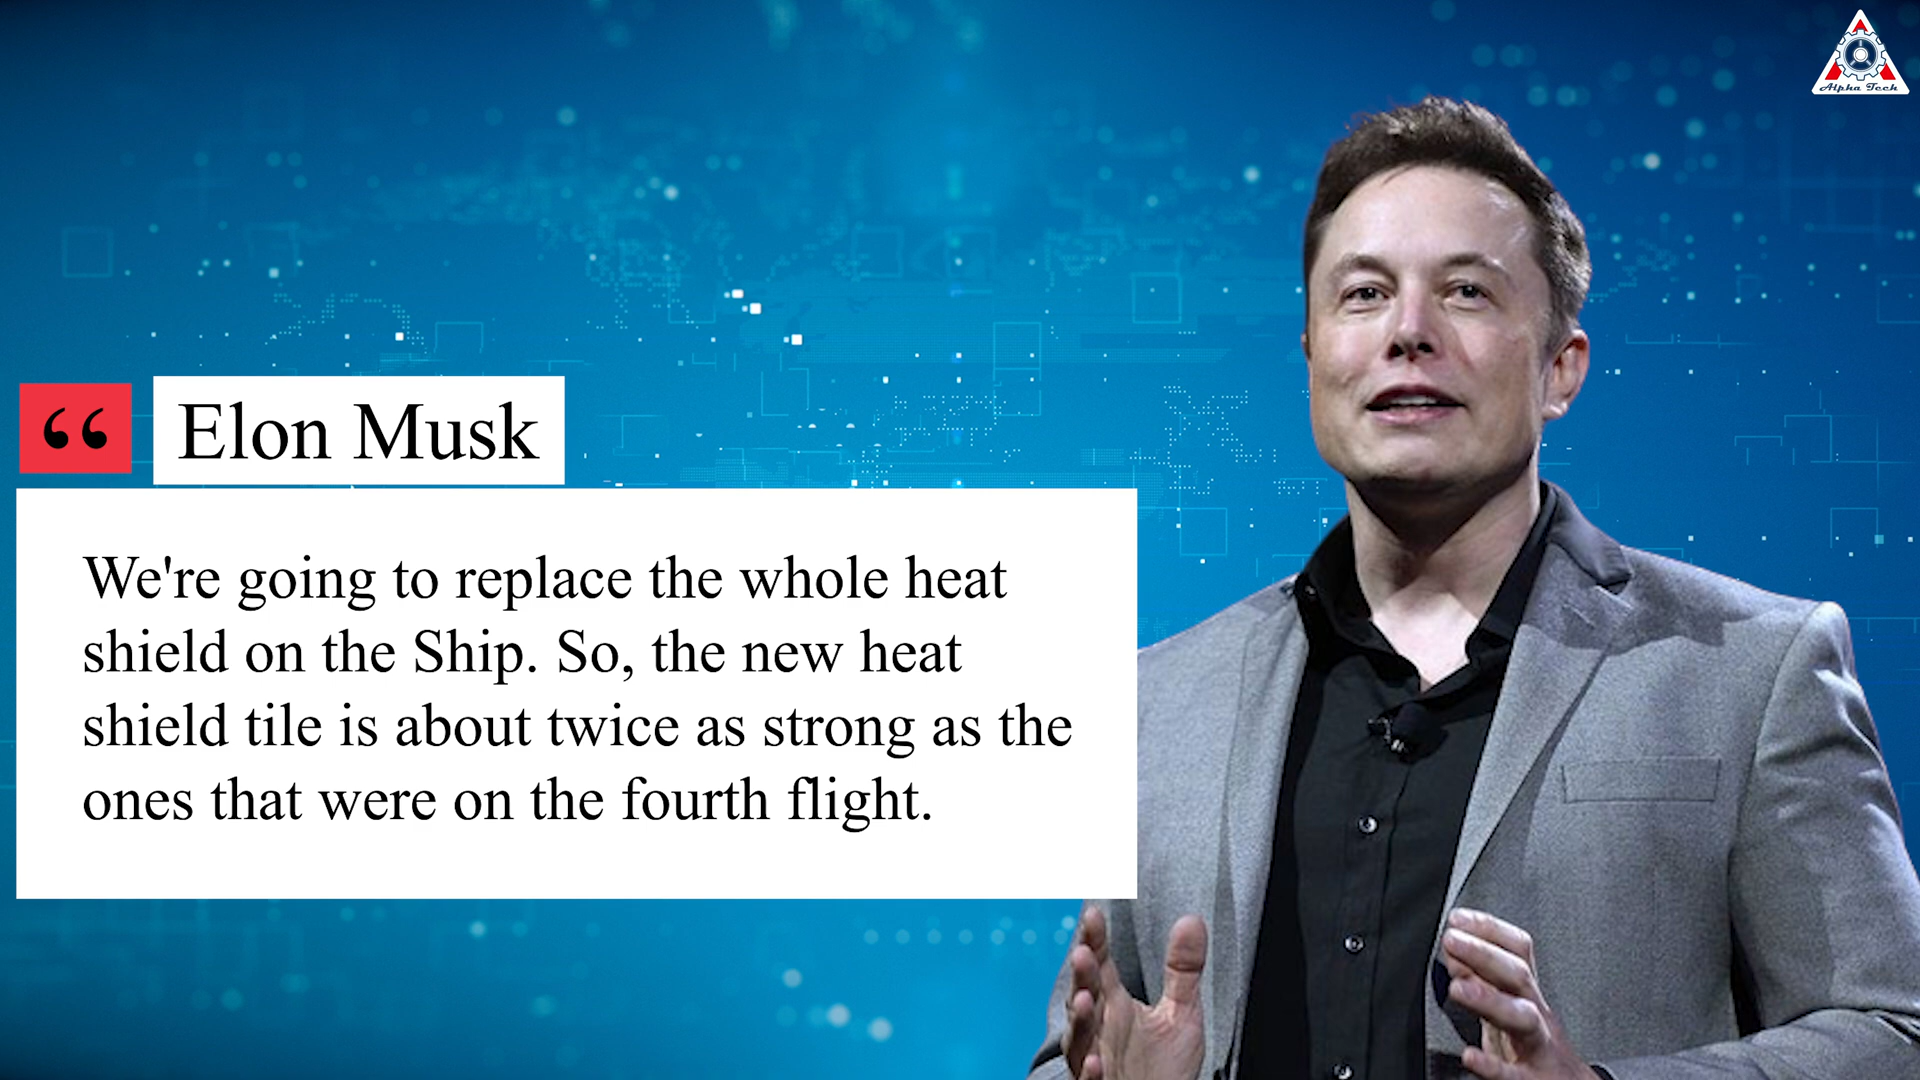 Alpha Tech
“
Elon Musk
We're going to replace the whole heat
shield on the Ship. So, the new heat
shield tile is about twice as strong as the
ones that were on the fourth flight.